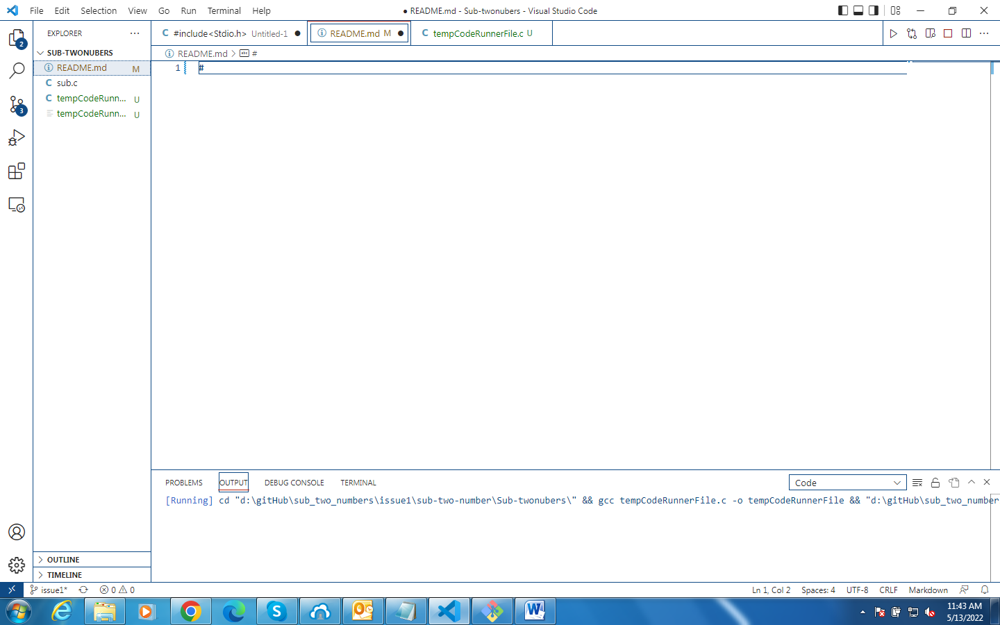 File Edit Selection View Go Run Terminal Help
● README.md - Sub-twonubers - Visual Studio Code
EXPLORER
C #include<Stdio.h> Untitled-1 ●
README.md M ●
C tempCodeRunnerFile.c U
SUB-TWONUBERS
README.md > abc #
README.md M
1 #
C sub.c
C tempCodeRunn... U
tempCodeRunn... U
2
3
PROBLEMS OUTPUT DEBUG CONSOLE TERMINAL
Code
[Running] cd "d:\gitHub\sub_two_numbers\issue1\sub-two-number\Sub-twonubers\" && gcc tempCodeRunnerFile.c -o tempCodeRunnerFile && "d:\gitHub\sub_two_number
OUTLINE
TIMELINE
issue1* 0 0
Ln 1, Col 2 Spaces: 4 UTF-8 CRLF Markdown
11:43 AM
5/13/2022